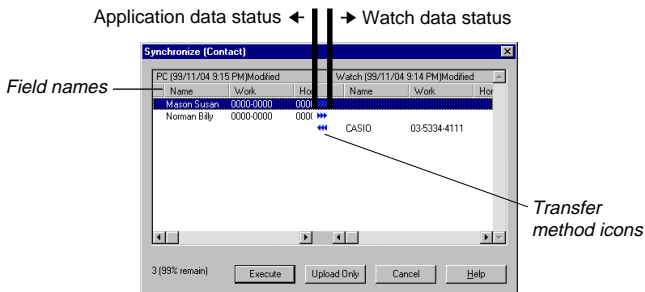 Application data status
Watch data status
Synchronize (Contact)
PC (99/11/04 9:15 PM)Modified Watch (99/11/04 9:14 PM)Modified
Field names
Name Work Hor Name Work Hor
Mason Susan 0000-0000 000(
Norman Billy 0000-0000 000(
CASIO 03-5334-4111
Transfer
method icons
3 (99% remain)
Execute Upload Only Cancel Help